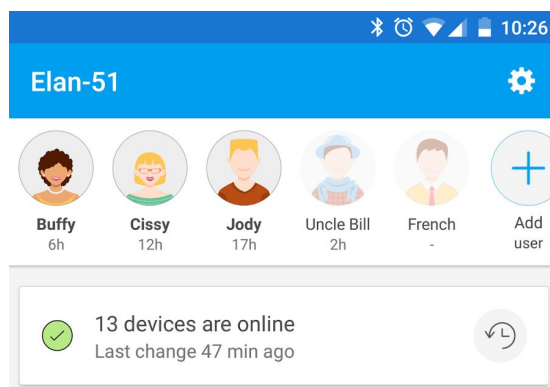 10:26
Elan-51
Buffy Cissy Jody Uncle Bill French Add
6h 12h 17h 2h - user
13 devices are online
Last change 47 min ago